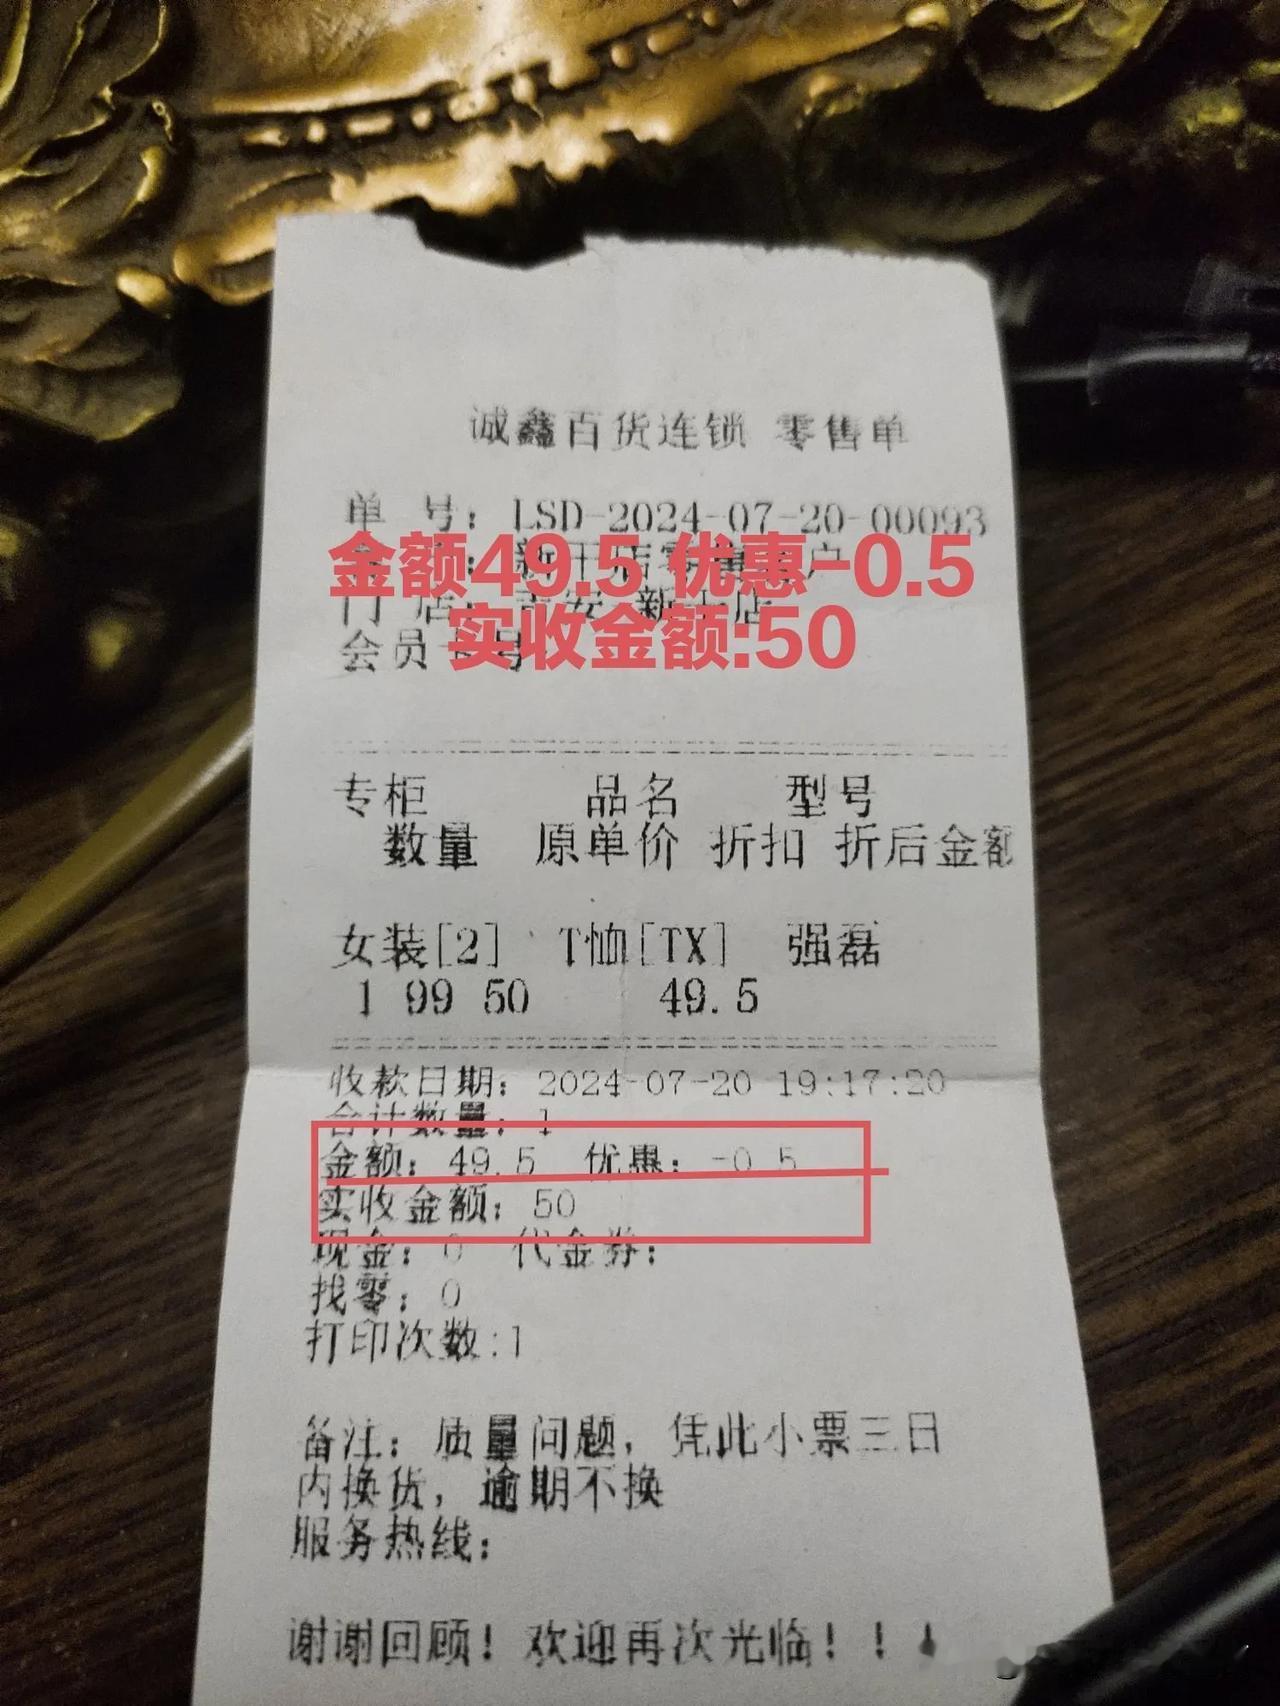 诚鑫百货连锁 零售单
单 号：LSD-2024-07-20-00093
金额49.5 优惠-0.5
实收金额:50
门 店：
会员卡号
专柜 品名 型号
数量 原单价 折扣 折后金额
女装[2] T恤[TX] 强磊
1 99 50 49.5
收款日期：2024-07-20 19:17:20
合计数量：1
金额：49.5 优惠：-0.5
实收金额：50
现金：0 代金券：
找零：0
打印次数:1
备注：质量问题，凭此小票三日
内换货，逾期不换
服务热线：
谢谢回顾！欢迎再次光临！！！